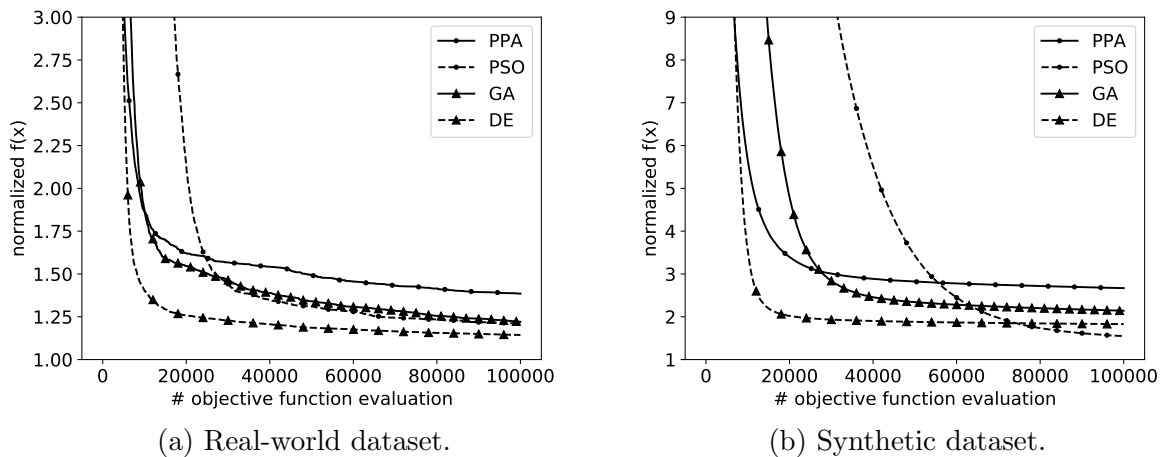 3.00
2.75
2.50
2.25
2.00
1.75
1.50
1.25
1.00
normalized f(x)
0 20000 40000 60000 80000 100000
# objective function evaluation
PPA
PSO
GA
DE
(a) Real-world dataset.
9
8
7
5
4
3
2
1
normalized f(x)
0 20000 40000 60000 80000 100000
# objective function evaluation
PPA
PSO
GA
DE
(b) Synthetic dataset.